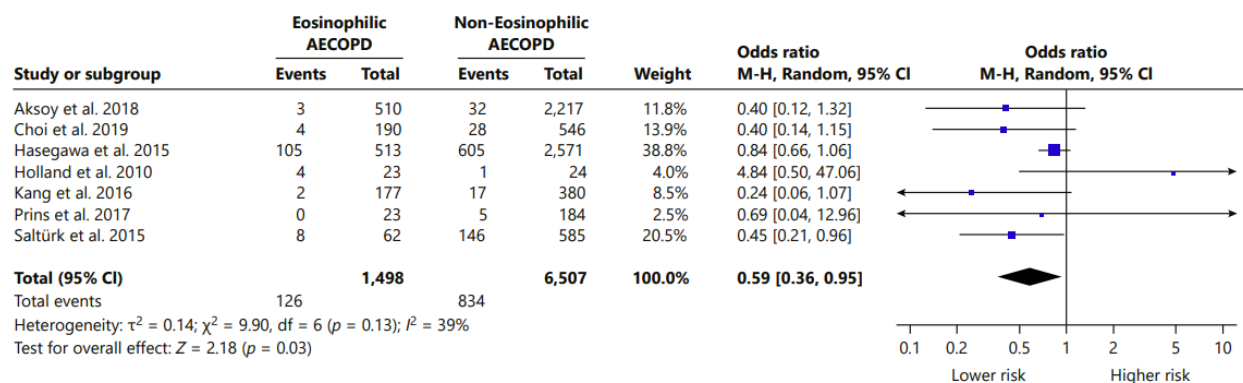 Eosinophilic AECOPD Non-Eosinophilic AECOPD Odds ratio Odds ratio
Study or subgroup Events Total Events Total Weight M-H, Random, 95% CI M-H, Random, 95% CI
Aksoy et al. 2018 3 510 32 2,217 11.8% 0.40 [0.12, 1.32]
Choi et al. 2019 4 190 28 546 13.9% 0.40 [0.14, 1.15]
Hasegawa et al. 2015 105 513 605 2,571 38.8% 0.84 [0.66, 1.06]
Holland et al. 2010 4 23 1 24 4.0% 4.84 [0.50, 47.06]
Kang et al. 2016 2 177 17 380 8.5% 0.24 [0.06, 1.07]
Prins et al. 2017 0 23 5 184 2.5% 0.69 [0.04, 12.96]
Saltürk et al. 2015 8 62 146 585 20.5% 0.45 [0.21, 0.96]
Total (95% CI) 1,498 6,507 100.0% 0.59 [0.36, 0.95]
Total events 126 834
Heterogeneity: τ² = 0.14; χ² = 9.90, df = 6 (p = 0.13); I² = 39%
Test for overall effect: Z = 2.18 (p = 0.03)
0.1 0.2 0.5 1 2 5 10
Lower risk Higher risk